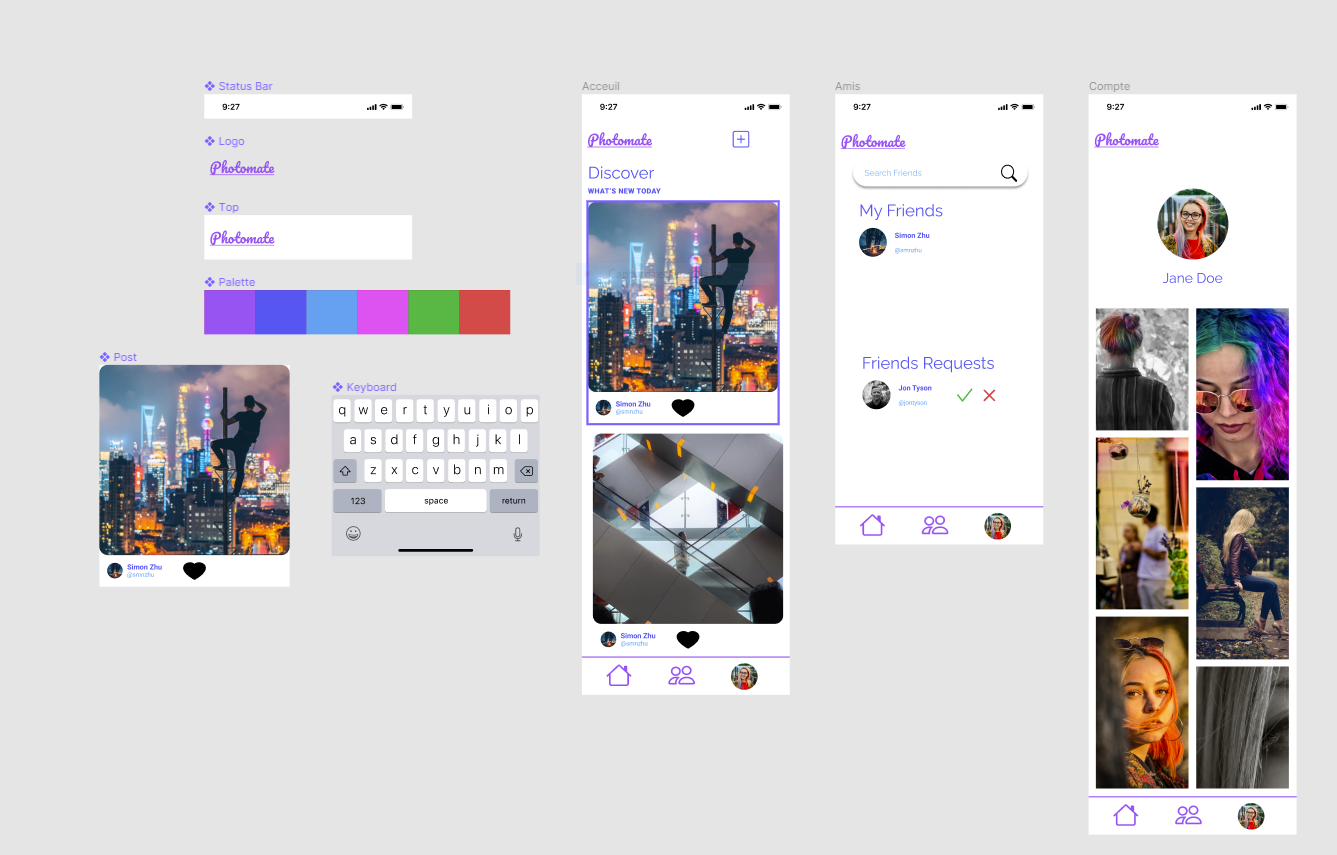 Status Bar
9:27
Logo
Photomate
Top
Photomate
Palette
Post
Simon Zhu
@smnzhu
Keyboard
q w e r t y u i o p
a s d f g h j k l
z x c v b n m
123 space return
Acceuil
9:27
Photomate
Discover
WHAT'S NEW TODAY
Simon Zhu
@smnzhu
Simon Zhu
@smnzhu
Amis
9:27
Photomate
Search Friends
My Friends
Simon Zhu
@smnzhu
Friends Requests
Jon Tyson
@jontyson
Compte
9:27
Photomate
Jane Doe